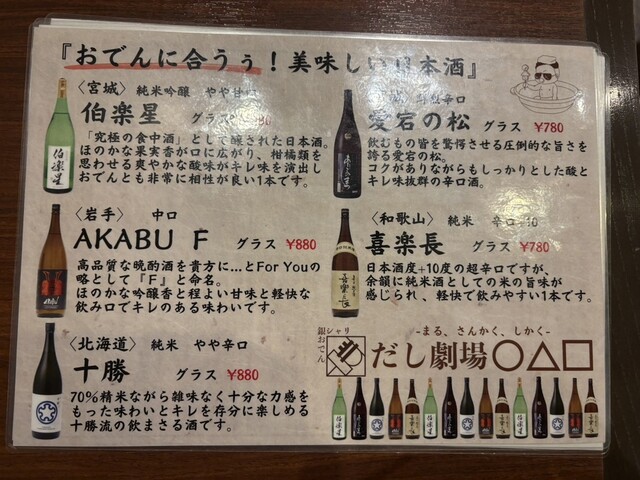 『おでんに合うぅ！美味しい日本酒』
〈宮城〉 純米吟醸 やや甘口
伯楽星 グラス
「究極の食中酒」として醸された日本酒。
ほのかな果実香が口に広がり、柑橘類を
思わせる爽やかな酸味がキレ味を演出し
おでんとも非常に相性が良い1本です。
〈岩手〉 中口
AKABU F グラス ¥880
高品質な晩酌酒を貴方に…とFor Youの
略として『F』と命名。
ほのかな吟醸香と程よい甘味と軽快な
飲み口でキレのある味わいです。
〈北海道〉 純米 やや辛口
十勝 グラス ¥880
70%精米ながら雑味なく十分な力感を
もった味わいとキレを存分に楽しめる
十勝流の飲まさる酒です。
辛口
愛宕の松 グラス ¥780
飲むもの皆を驚愕させる圧倒的な旨さを
誇る愛宕の松。
コクがありながらもしっかりとした酸と
キレ味抜群の辛口酒。
〈和歌山〉 純米 辛口+10
喜楽長 グラス ¥780
日本酒度+10度の超辛口ですが、
余韻に純米酒としての米の旨味が
感じられ、軽快で飲みやすい1本です。
銀シャリ
おでん
-まる、さんかく、しかく-
だし劇場○△□